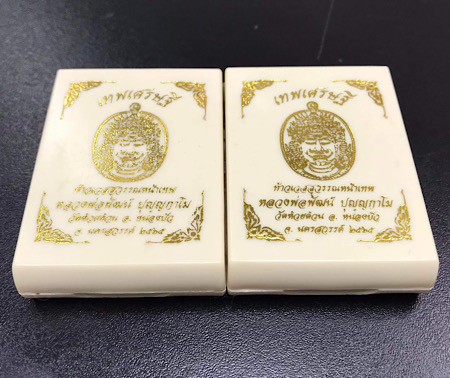 เทพเศรษฐี
ท้าวเวสสุวรรณหน้าเทพ
หลวงพ่อพัฒน์ ปุญฺญกาโม
วัดห้วยด้วน อ. หนองบัว
จ. นครสวรรค์ ๒๕๖๕
เทพเศรษฐี
ท้าวเวสสุวรรณหน้าเทพ
หลวงพ่อพัฒน์ ปุญฺญกาโม
วัดห้วยด้วน อ. หนองบัว
จ. นครสวรรค์ ๒๕๖๕